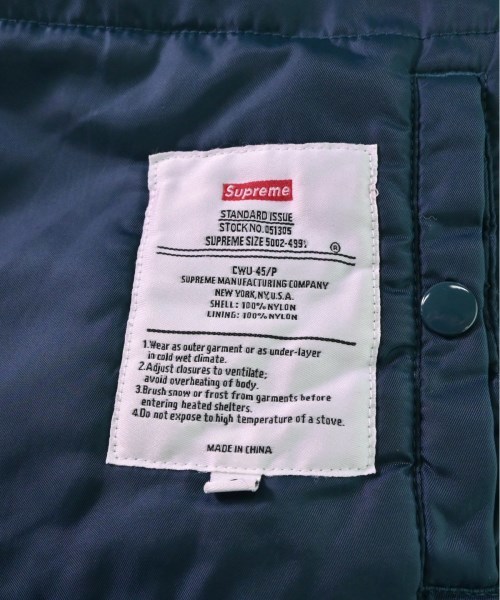 Supreme
STANDARD ISSUE
STOCK NO. 051305
SUPREME SIZE 5002-499
®
CWU-45/P
SUPREME MANUFACTURING COMPANY
NEW YORK, N.Y. U.S.A.
SHELL: 100% NYLON
LINING: 100% NYLON
1.Wear as outer garment or as under-layer
in cold wet climate.
2.Adjust closures to ventilate;
avoid overheating of body.
3.Brush snow or frost from garments before
entering heated shelters.
4.Do not expose to high temperature of a stove.
MADE IN CHINA